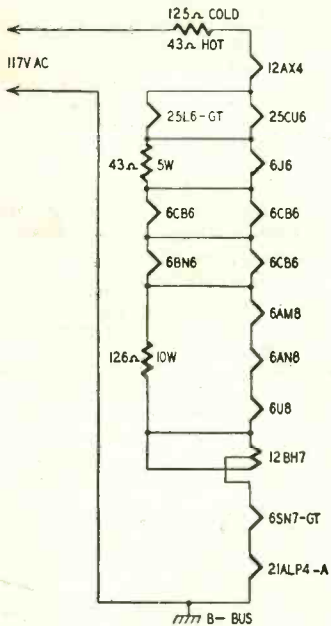 125Ω COLD
43Ω HOT
117V AC
12AX4
25L6-GT
25CU6
43Ω
5W
6J6
6CB6
6CB6
6BN6
6CB6
6AM8
126Ω
10W
6AN8
6U8
12BH7
6SN7-GT
21ALP4-A
B- BUS